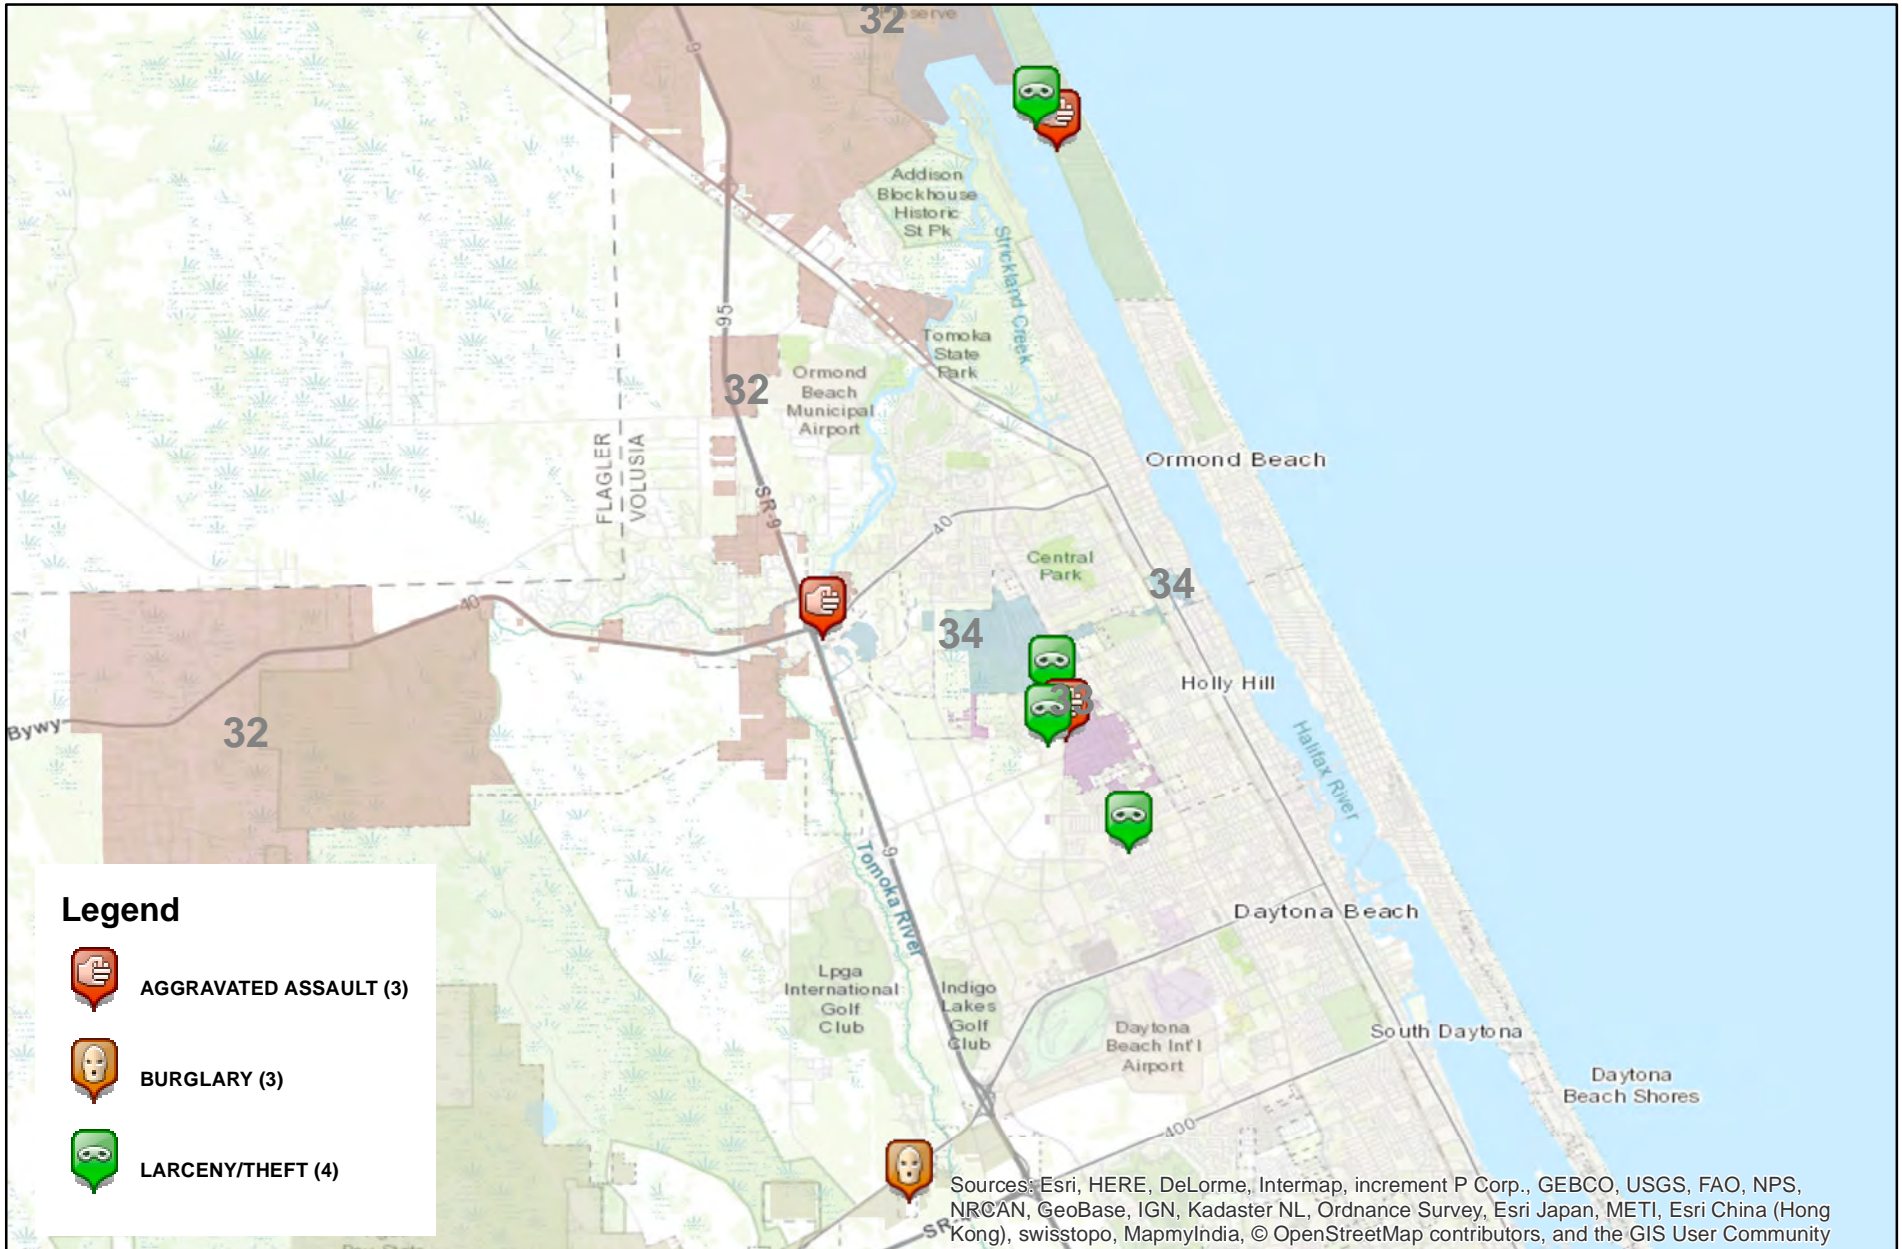 32
serve
9
Addison
Blockhouse
Historic
St Pk
Strickland Creek
95
Tomoka
State
Park
32
Ormond
Beach
Municipal
Airport
FLAGLER
VOLUSIA
Ormond Beach
SR-9
40
Central
Park
34
40
34
Holly Hill
33
32
Bywy
Halifax River
9
Tomoka River
Daytona Beach
Legend
AGGRAVATED ASSAULT (3)
BURGLARY (3)
LARCENY/THEFT (4)
Lpga
International
Golf
Club
Indigo
Lakes
Golf
Club
Daytona
Beach Int'l
Airport
South Daytona
Daytona
Beach Shores
400
Sources: Esri, HERE, DeLorme, Intermap, increment P Corp., GEBCO, USGS, FAO, NPS,
NRCAN, GeoBase, IGN, Kadaster NL, Ordnance Survey, Esri Japan, METI, Esri China (Hong
Kong), swisstopo, MapmyIndia, © OpenStreetMap contributors, and the GIS User Community